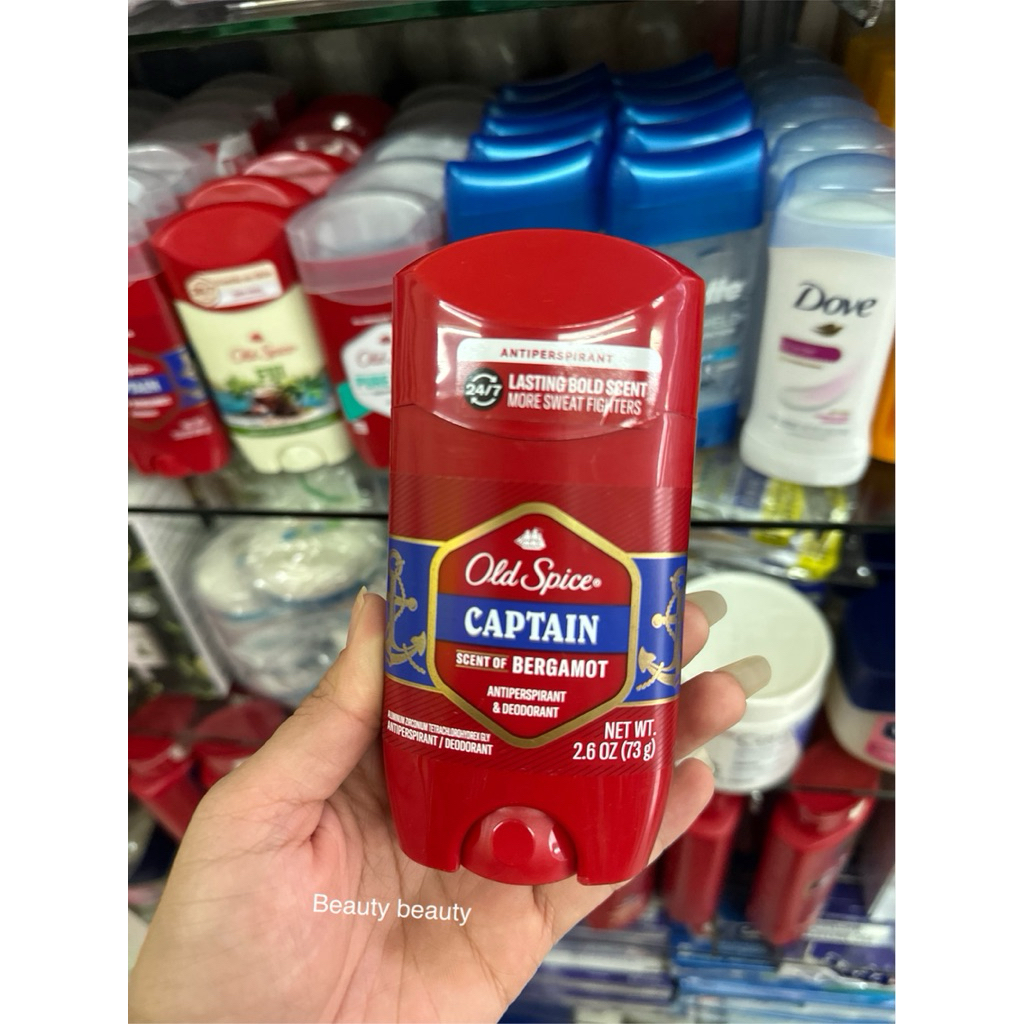 ANTIPERSPIRANT
24/7
LASTING BOLD SCENT
MORE SWEAT FIGHTERS
Old Spice®
CAPTAIN
SCENT OF BERGAMOT
ANTIPERSPIRANT
& DEODORANT
ALUMINUM ZIRCONIUM TETRACHLOROHYDREX GLY
ANTIPERSPIRANT / DEODORANT
NET WT.
2.6 OZ (73 g)
Dove
Old Spice
Beauty beauty